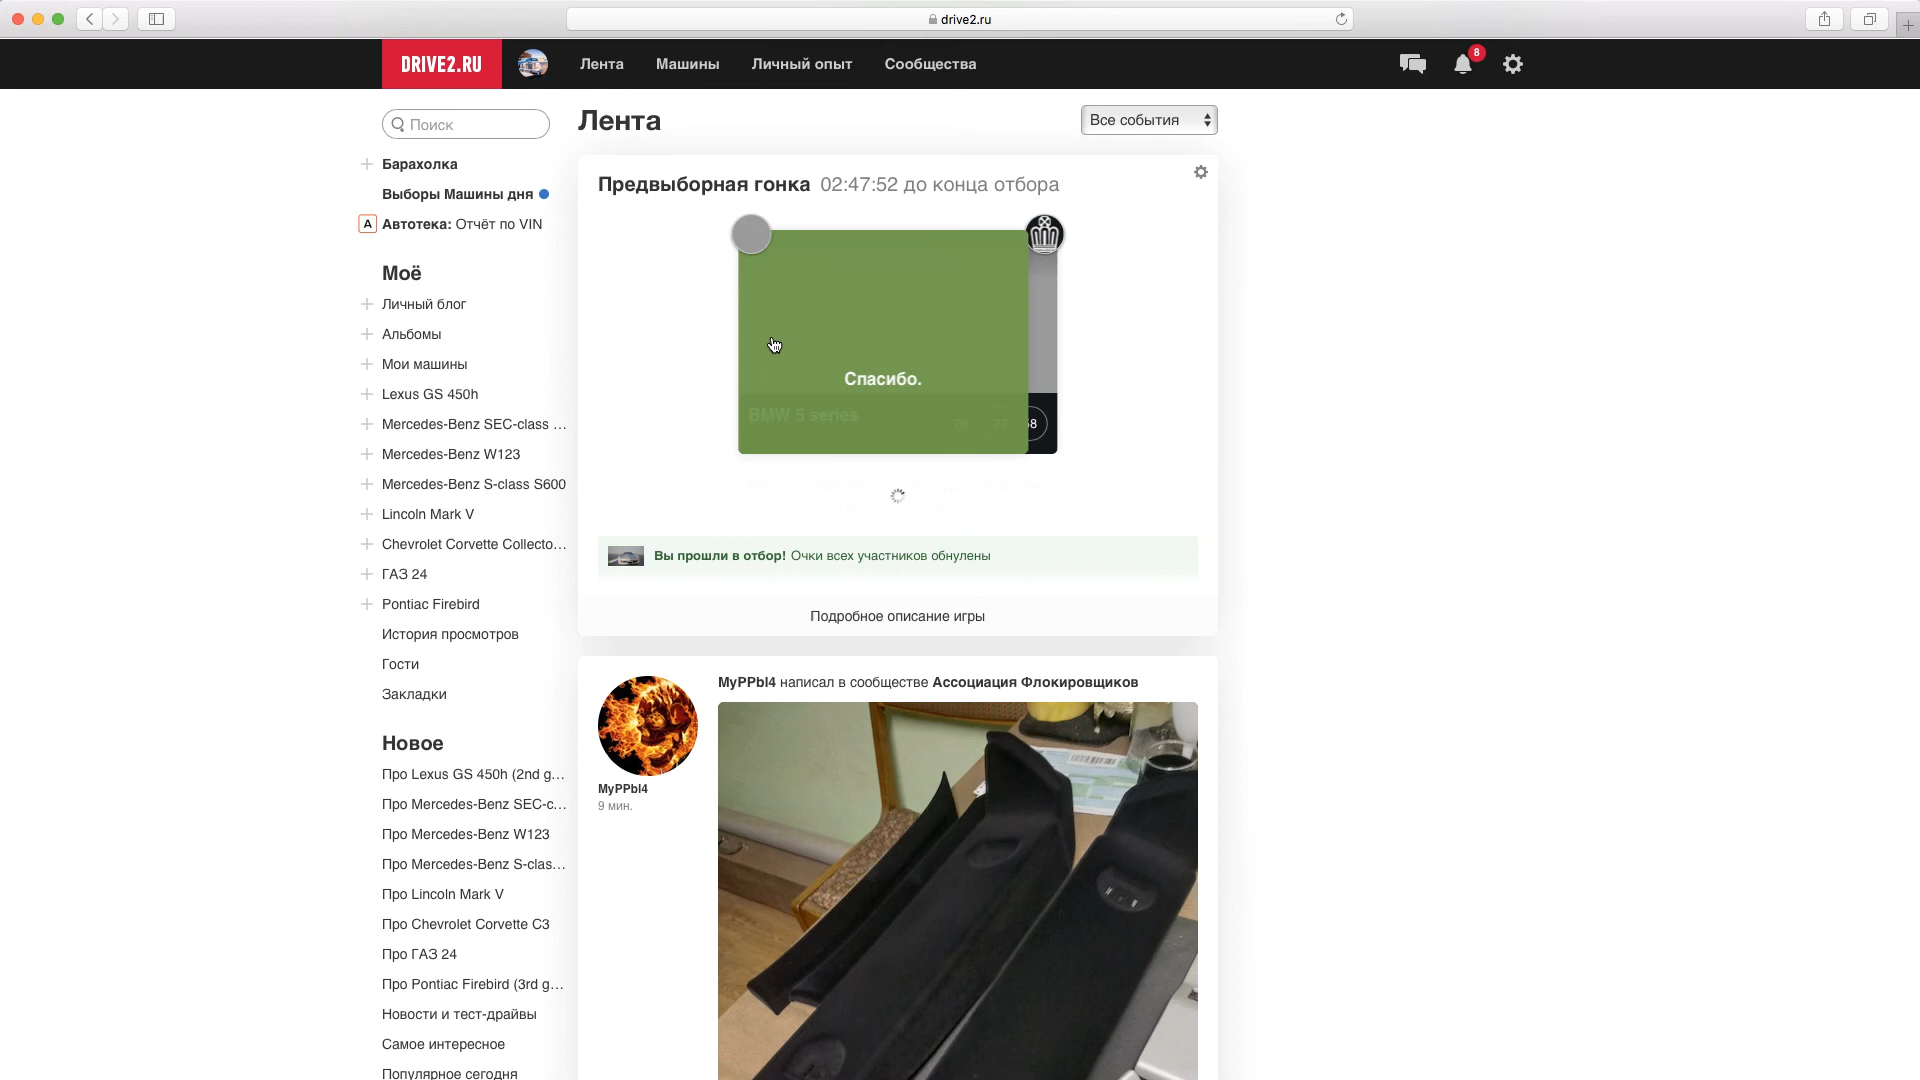 drive2.ru
DRIVE2.RU
Лента
Машины
Личный опыт
Сообщества
8
Поиск
Барахолка
Выборы Машины дня
A Автотека: Отчёт по VIN
Моё
Личный блог
Альбомы
Мои машины
Lexus GS 450h
Mercedes-Benz SEC-class ...
Mercedes-Benz W123
Mercedes-Benz S-class S600
Lincoln Mark V
Chevrolet Corvette Collecto...
ГАЗ 24
Pontiac Firebird
История просмотров
Гости
Закладки
Новое
Про Lexus GS 450h (2nd g...
Про Mercedes-Benz SEC-c...
Про Mercedes-Benz W123
Про Mercedes-Benz S-clas...
Про Lincoln Mark V
Про Chevrolet Corvette C3
Про ГАЗ 24
Про Pontiac Firebird (3rd g...
Новости и тест-драйвы
Самое интересное
Популярное сегодня
Лента
Все события
Предвыборная гонка 02:47:52 до конца отбора
Спасибо.
BMW 5 series
Вы прошли в отбор! Очки всех участников обнулены
Подробное описание игры
MyPPbl4 написал в сообществе Ассоциация Флокировщиков
MyPPbl4
9 мин.